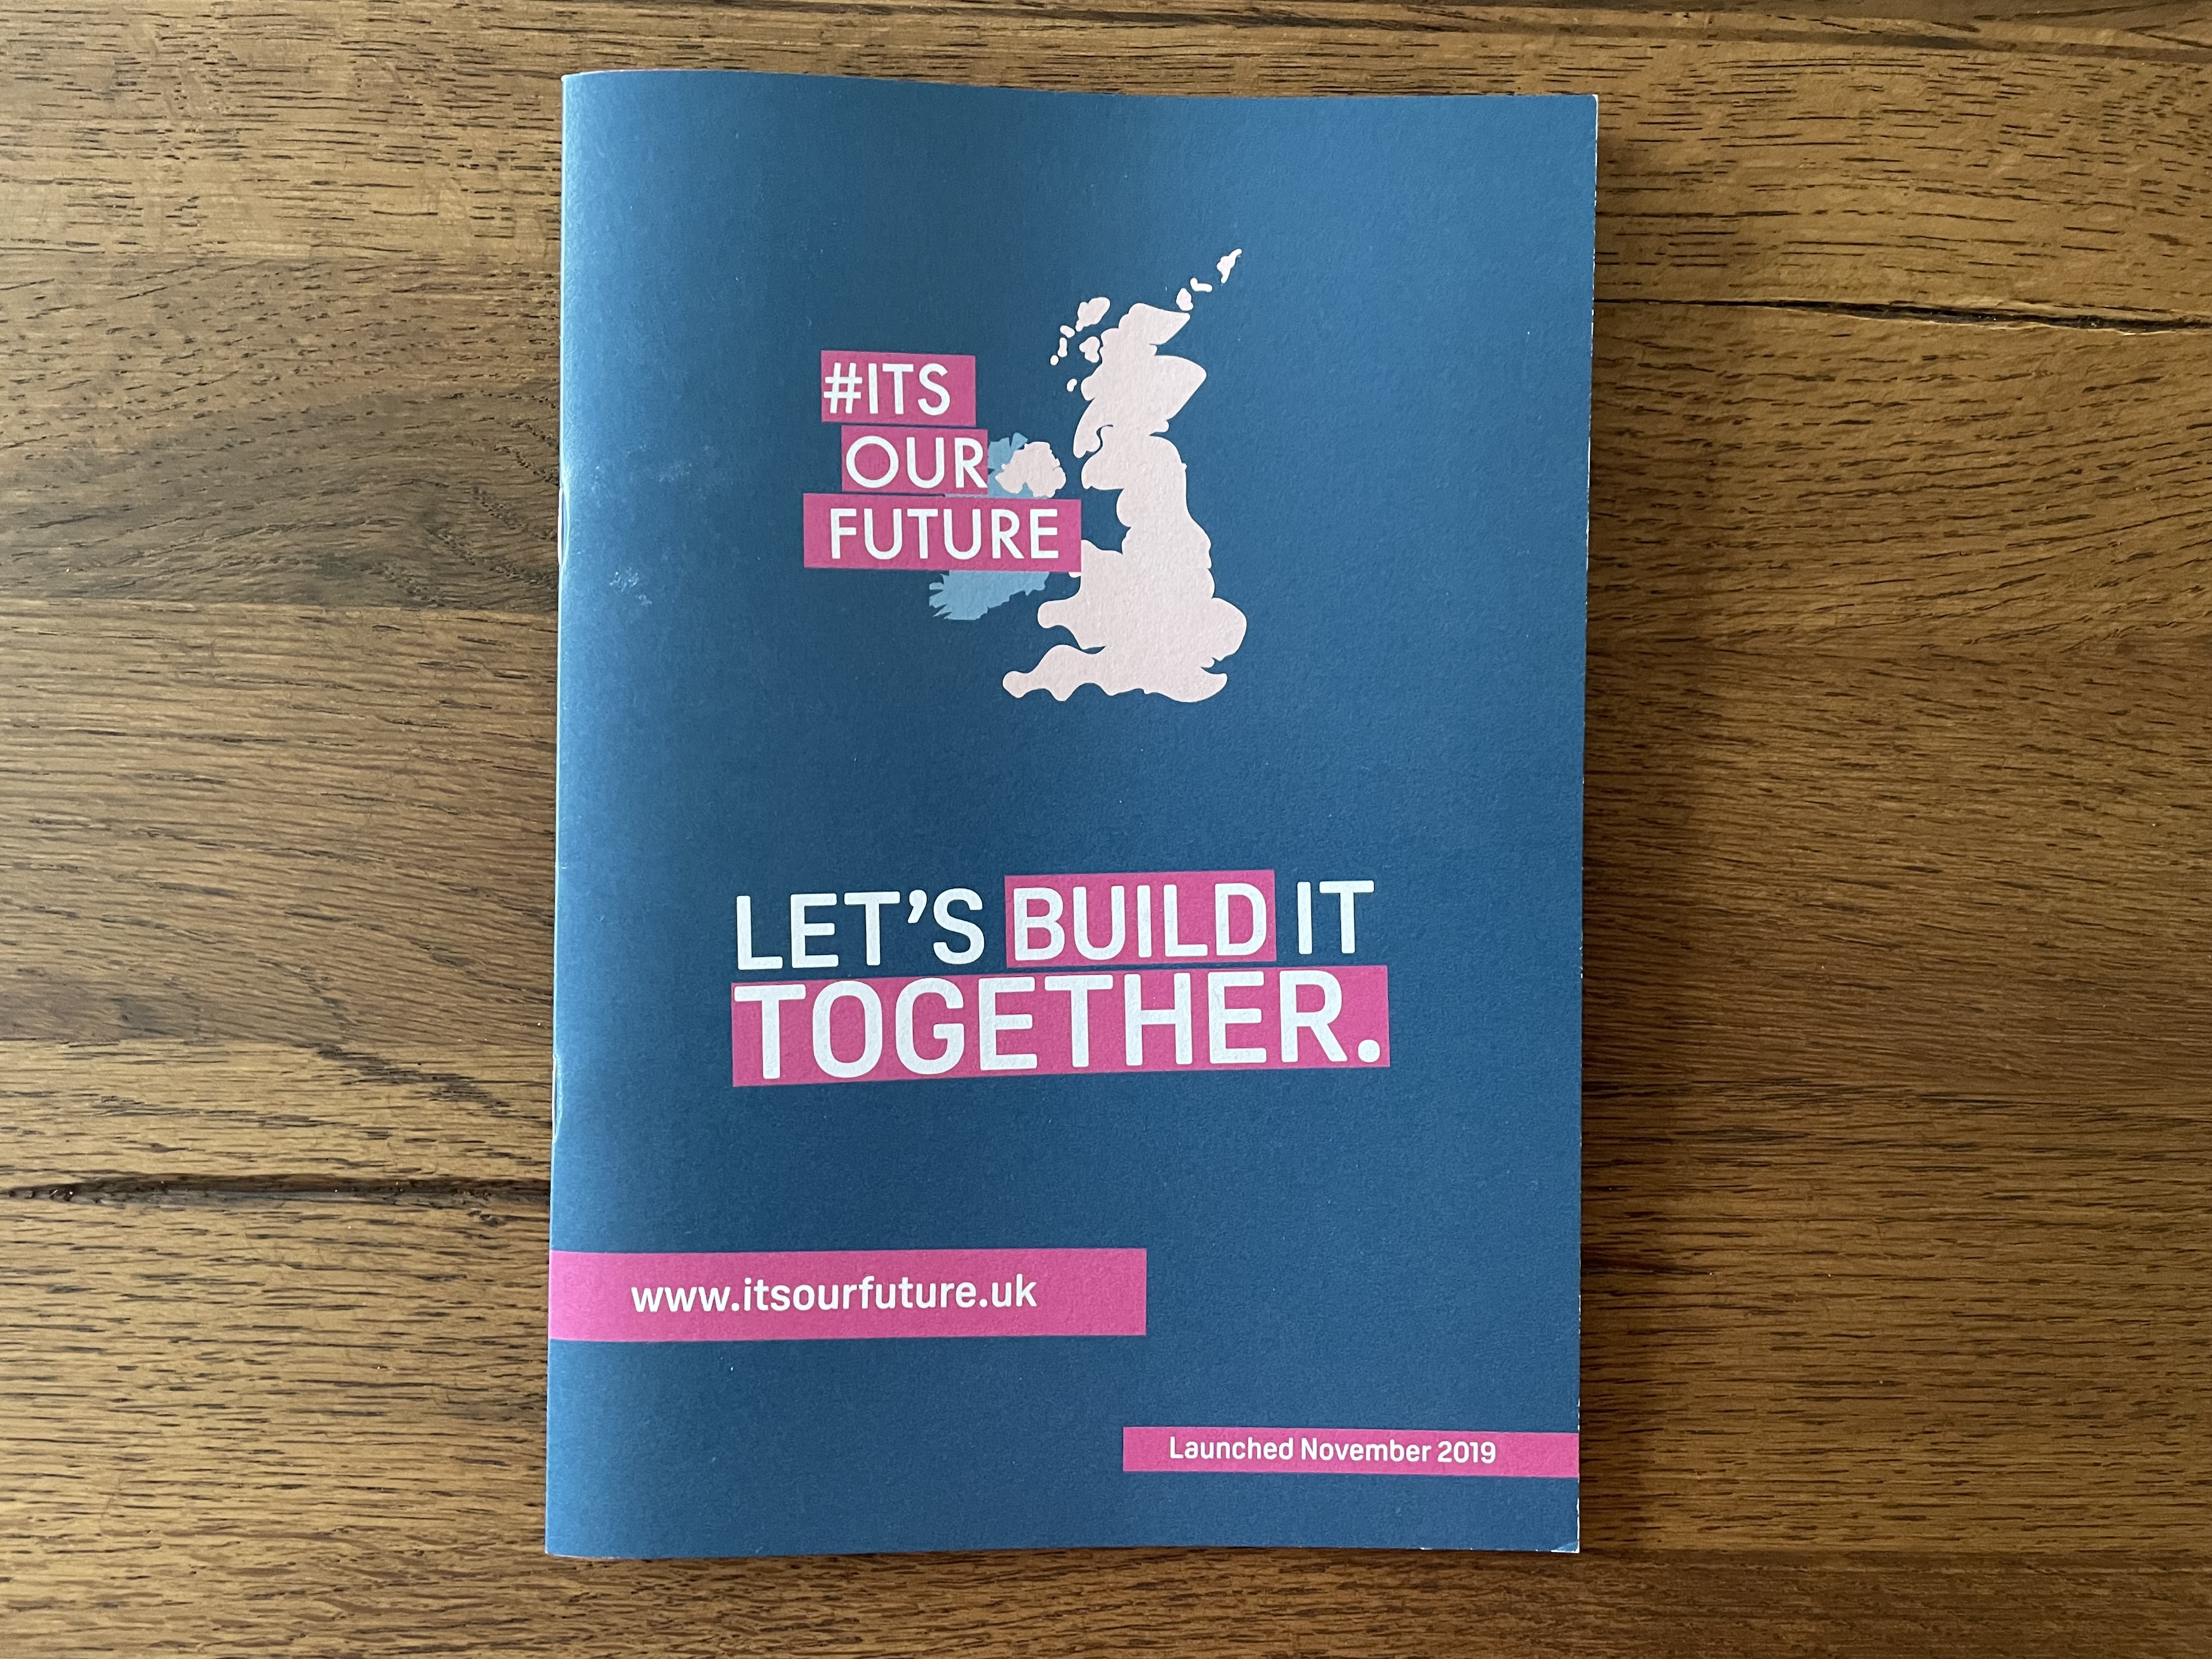 #ITS
OUR
FUTURE
LET’S BUILD IT
TOGETHER.
www.itsourfuture.uk
Launched November 2019